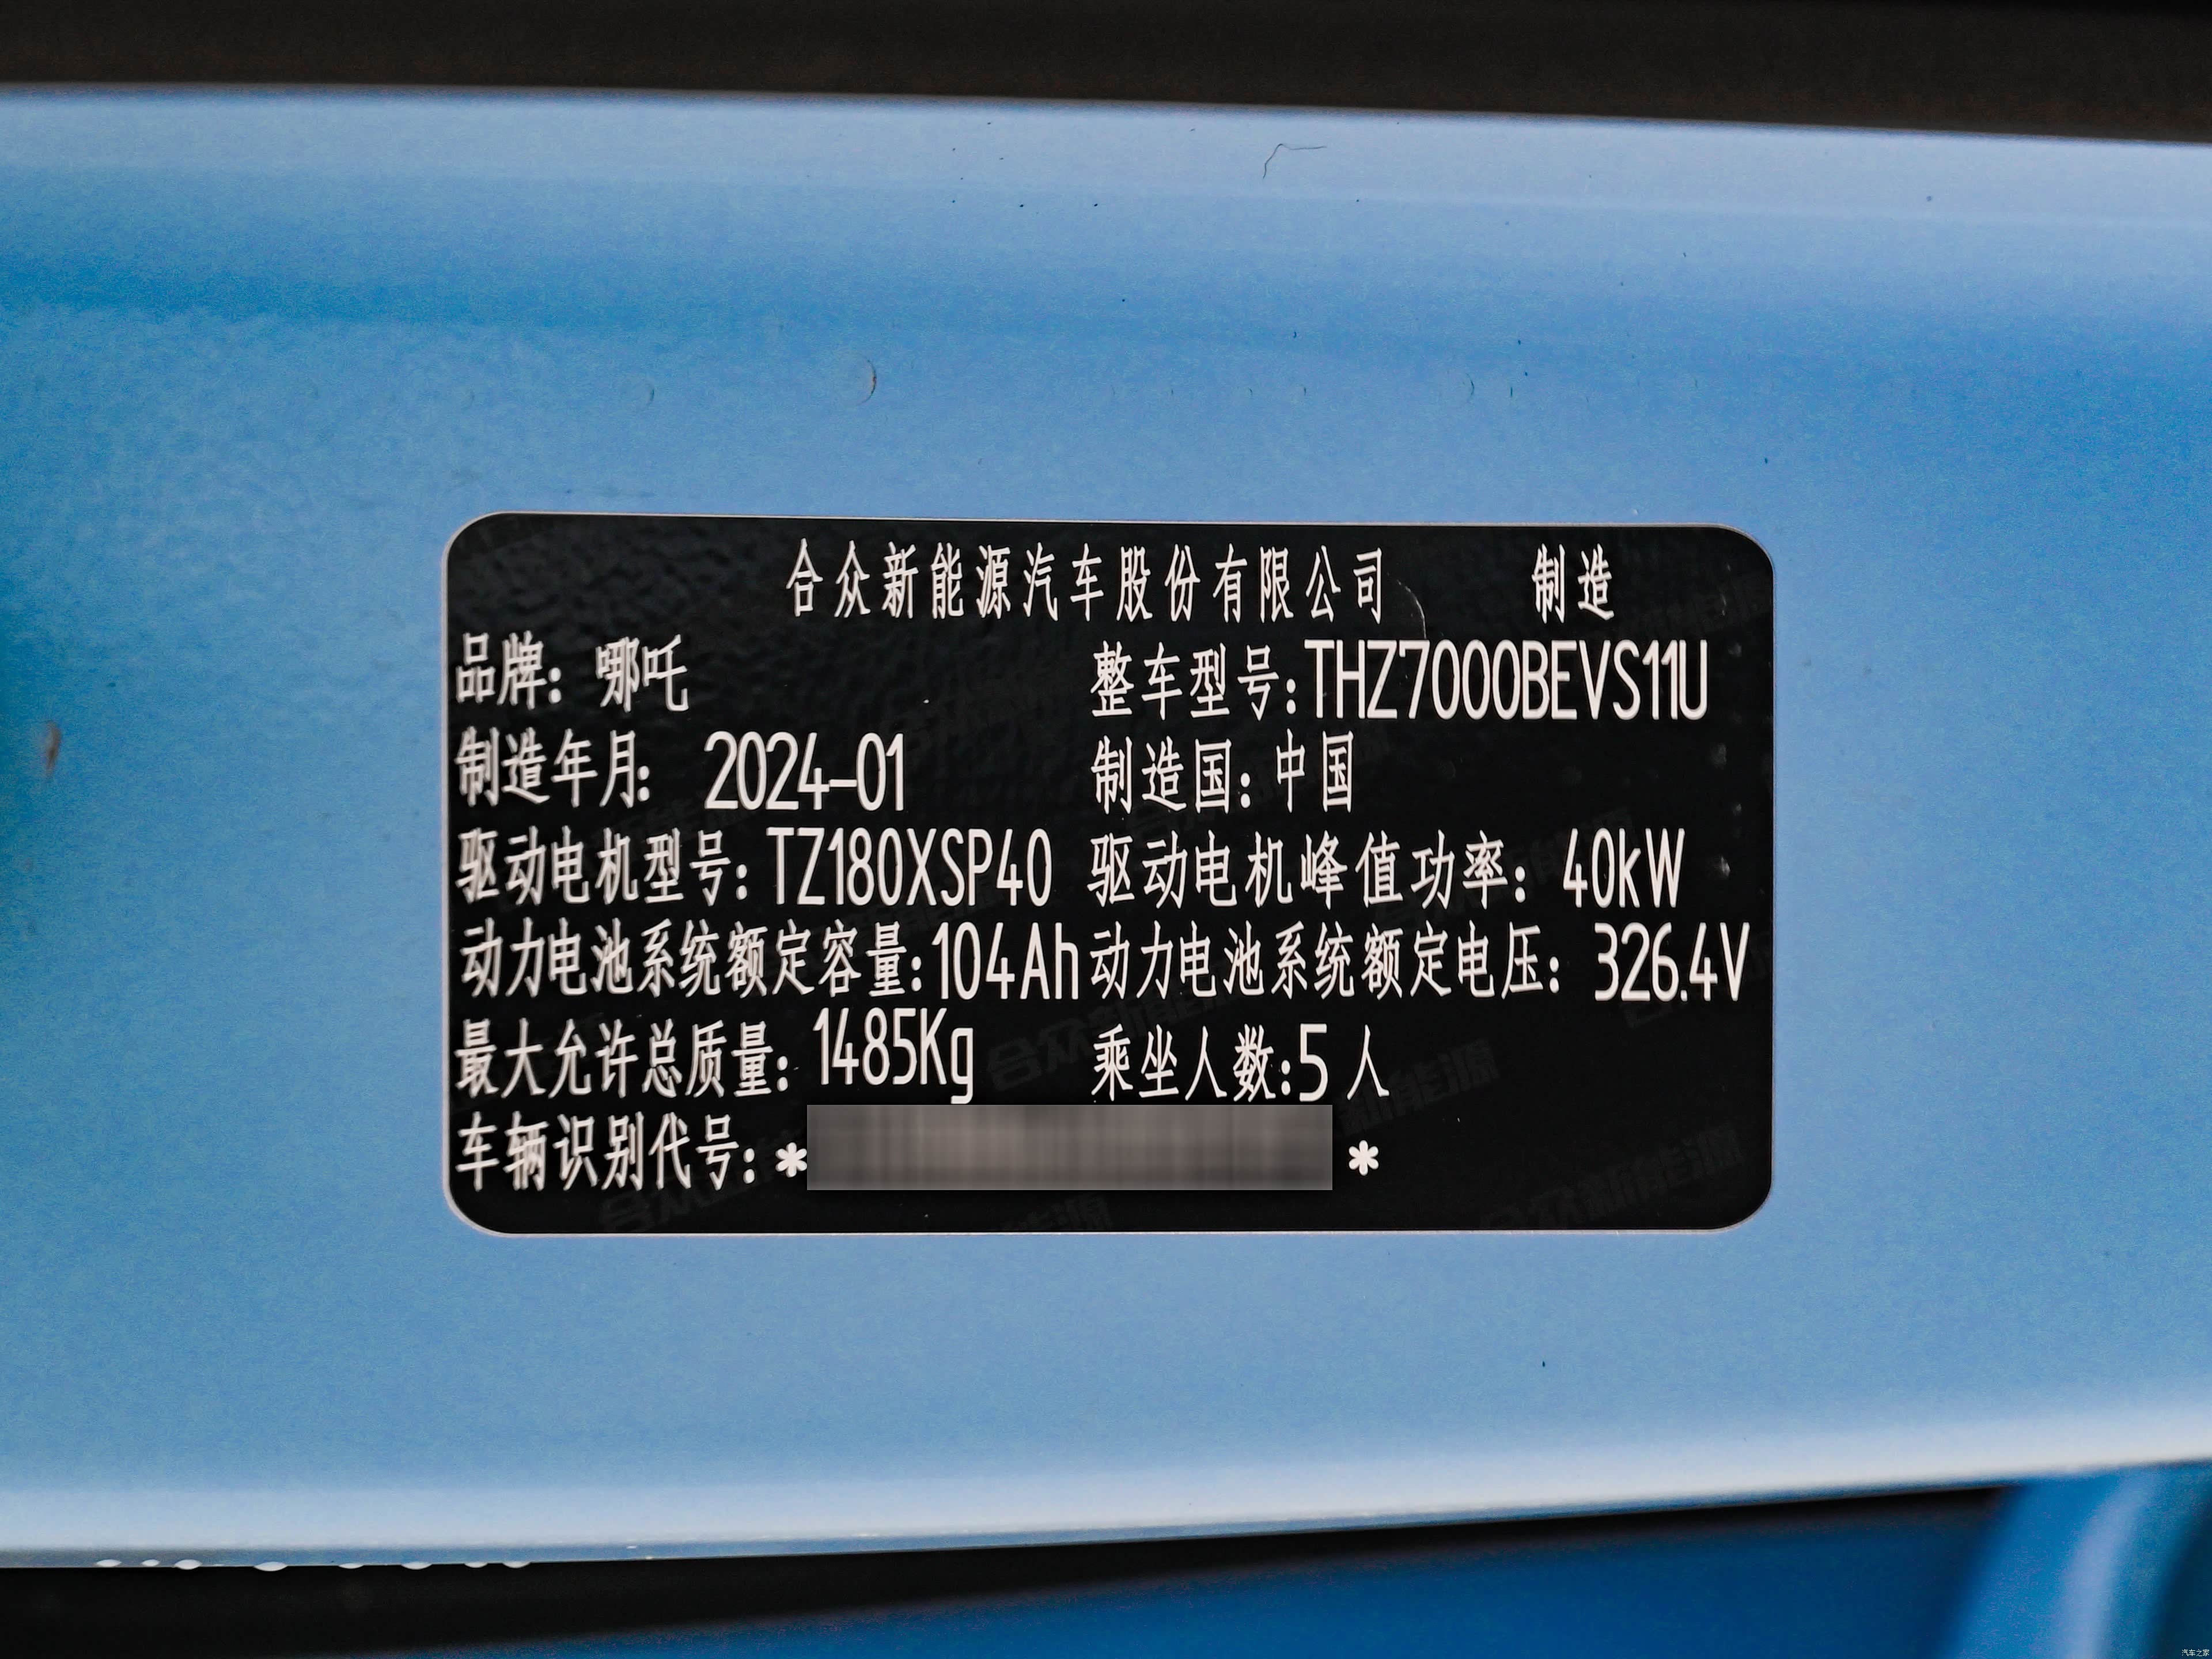 合众新能源汽车股份有限公司 制造
品牌：哪吒 整车型号：THZ7000BEVS11U
制造年月： 2024-01 制造国：中国
驱动电机型号：TZ180XSP40 驱动电机峰值功率： 40kW
动力电池系统额定容量：104Ah 动力电池系统额定电压： 326.4V
最大允许总质量：1485Kg 乘坐人数：5人
车辆识别代号：* *
汽车之家